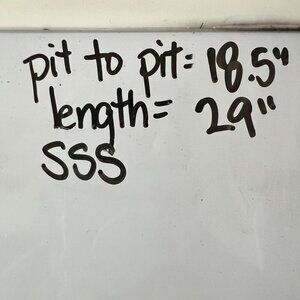 pit to pit= 18.5"
length= 29"
SSS